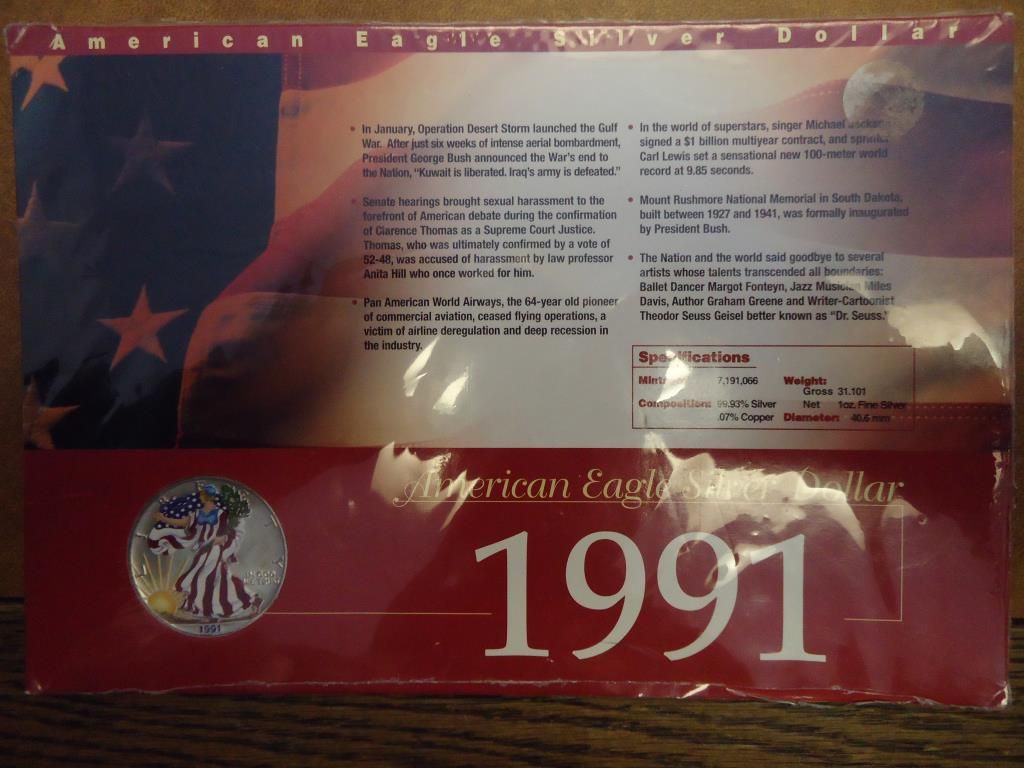 American Eagle Silver Dollar
• In January, Operation Desert Storm launched the Gulf
War. After just six weeks of intense aerial bombardment,
President George Bush announced the War's end to
the Nation, "Kuwait is liberated. Iraq's army is defeated."
• Senate hearings brought sexual harassment to the
forefront of American debate during the confirmation
of Clarence Thomas as a Supreme Court Justice.
Thomas, who was ultimately confirmed by a vote of
52-48, was accused of harassment by law professor
Anita Hill who once worked for him.
• Pan American World Airways, the 64-year old pioneer
of commercial aviation, ceased flying operations, a
victim of airline deregulation and deep recession in
the industry.
• In the world of superstars, singer Michael Jackson
signed a $1 billion multiyear contract, and sprinter
Carl Lewis set a sensational new 100-meter world
record at 9.85 seconds.
• Mount Rushmore National Memorial in South Dakota,
built between 1927 and 1941, was formally inaugurated
by President Bush.
• The Nation and the world said goodbye to several
artists whose talents transcended all boundaries:
Ballet Dancer Margot Fonteyn, Jazz Musician Miles
Davis, Author Graham Greene and Writer-Cartoonist
Theodor Seuss Geisel better known as "Dr. Seuss."
Specifications
Mintage: 7,191,066 Weight:
Gross 31.101
Composition: 99.93% Silver Net 1oz. Fine Silver
.07% Copper Diameter: 40.6 mm
American Eagle Silver Dollar
1991
IN GOD
WE TRUST
1991